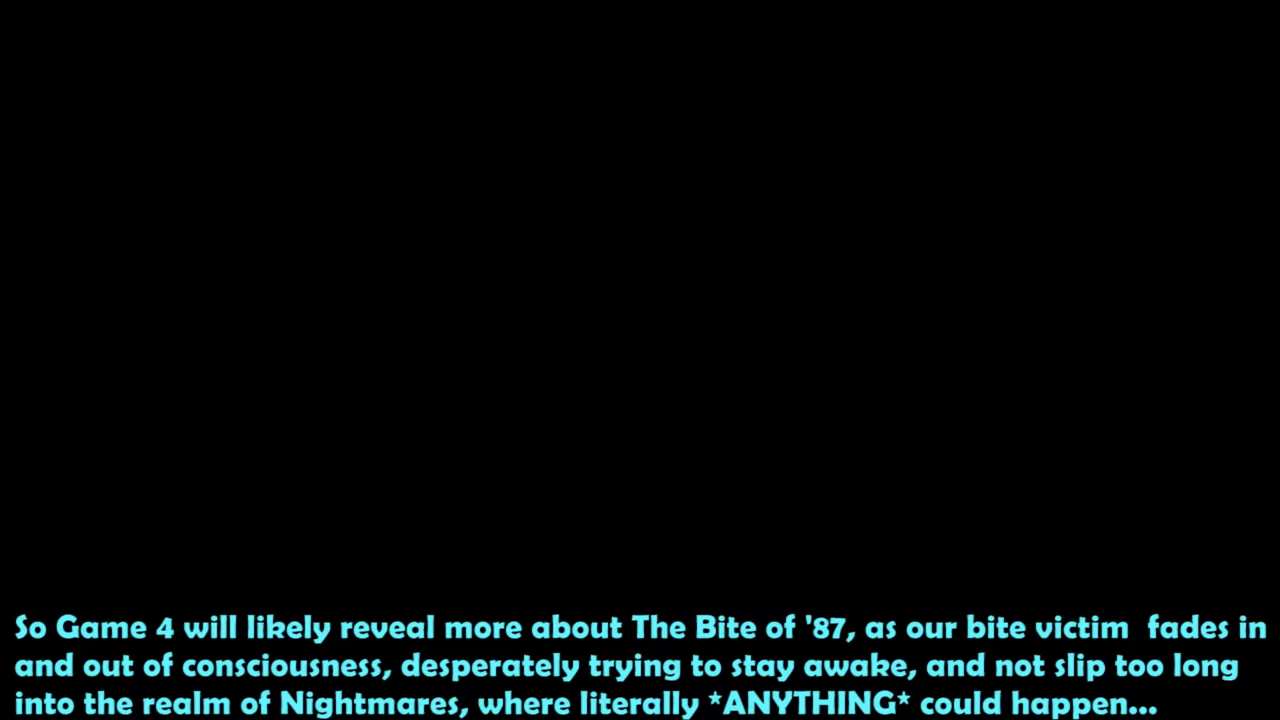 So Game 4 will likely reveal more about The Bite of '87, as our bite victim  fades in
and out of consciousness, desperately trying to stay awake, and not slip too long
into the realm of Nightmares, where literally *ANYTHING* could happen...